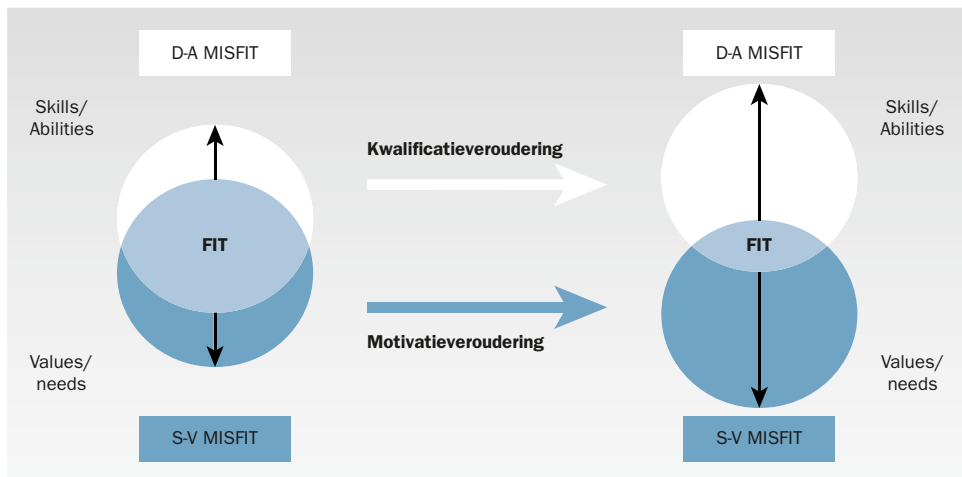 D-A MISFIT
D-A MISFIT
Skills/
Abilities
Skills/
Abilities
Kwalificatieveroudering
FIT
FIT
Motivatieveroudering
Values/
needs
Values/
needs
S-V MISFIT
S-V MISFIT